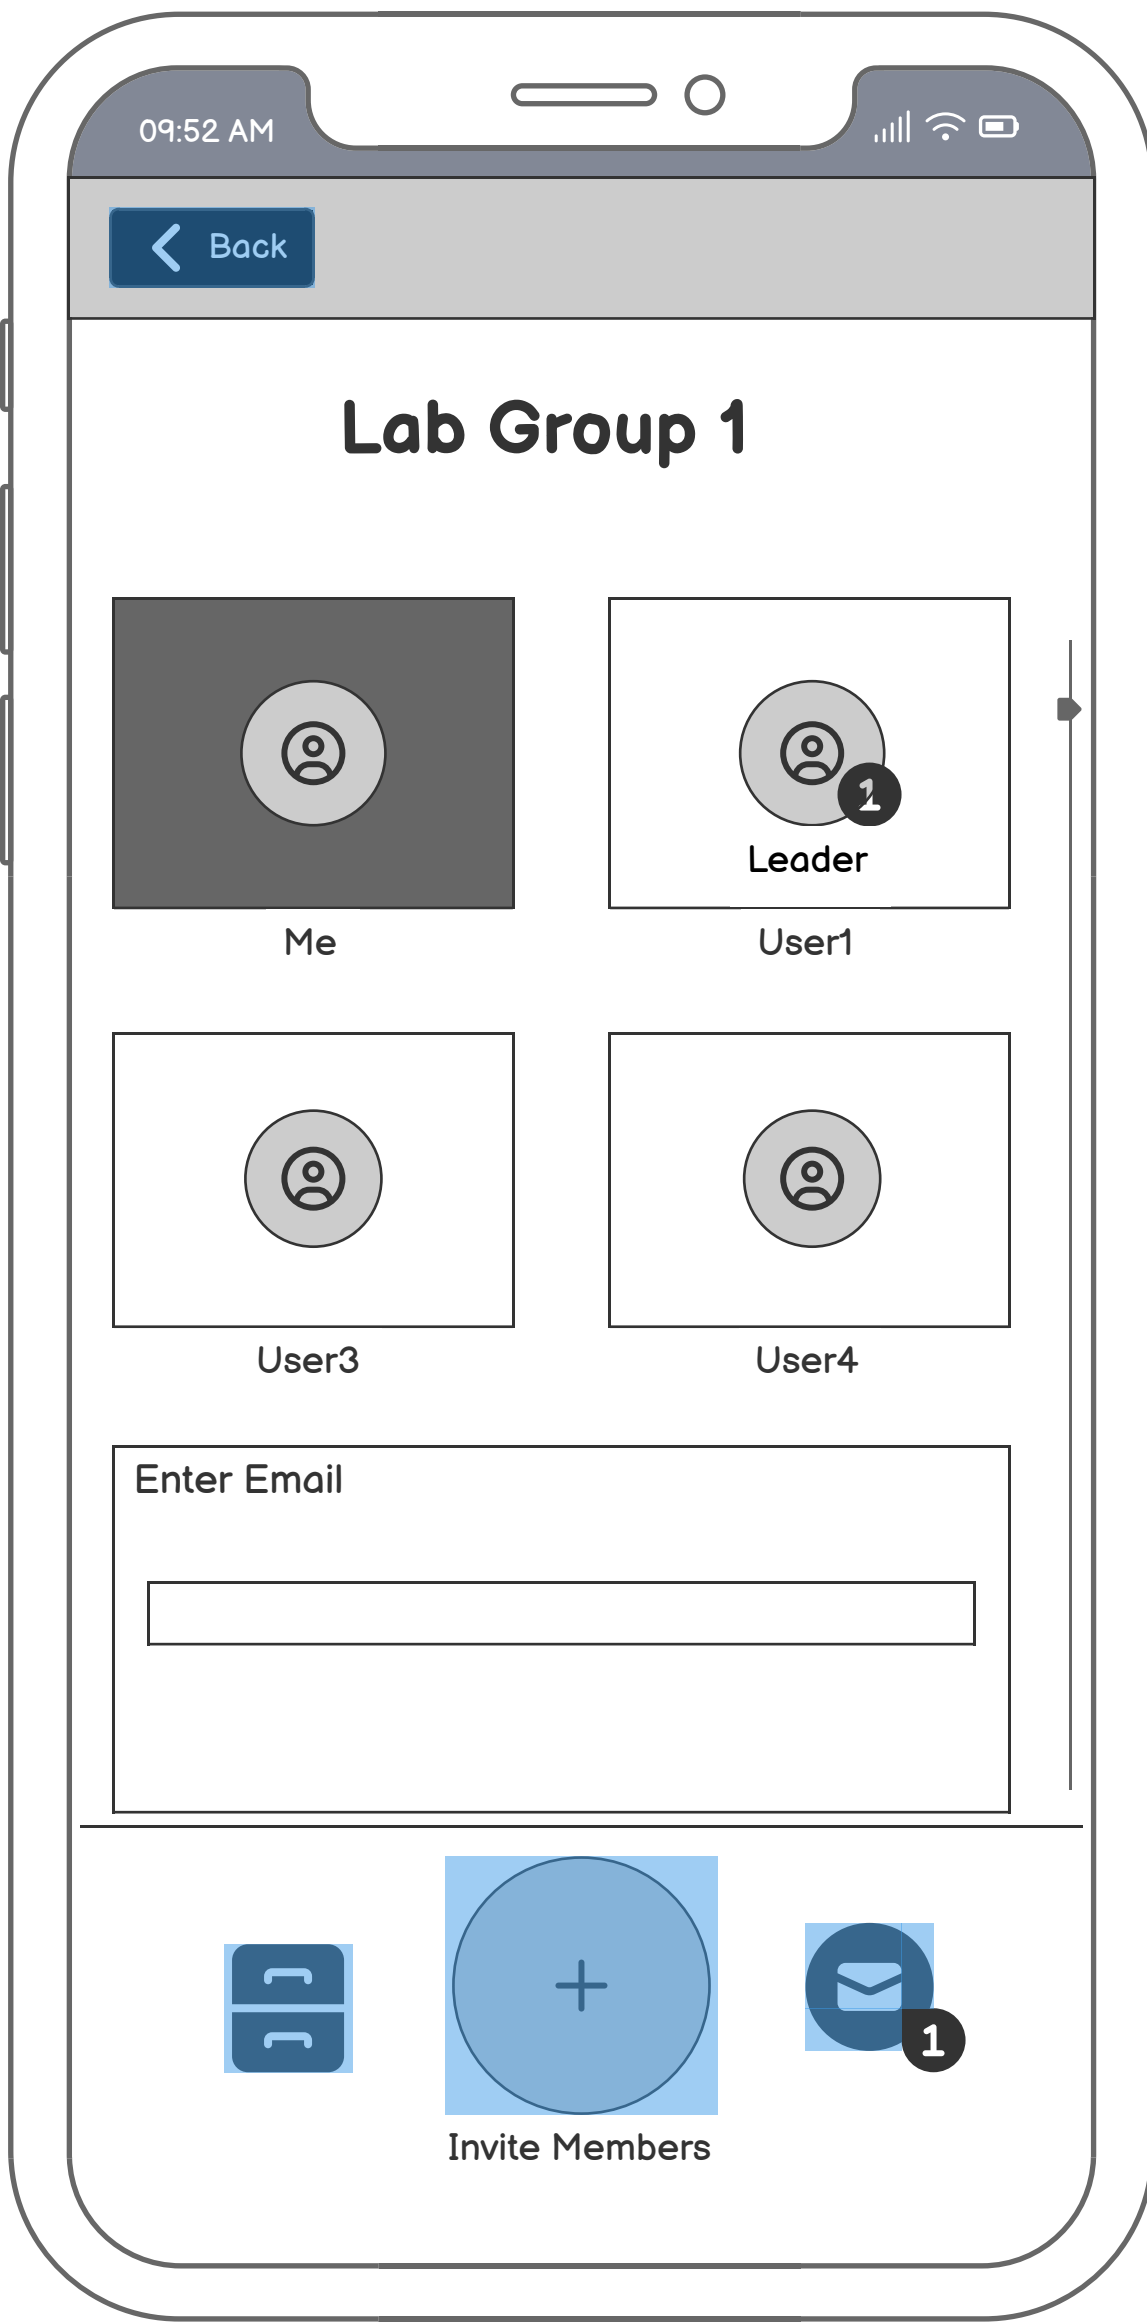 09:52 AM
Back
Lab Group 1
1
Leader
Me
User1
User3
User4
Enter Email
1
Invite Members